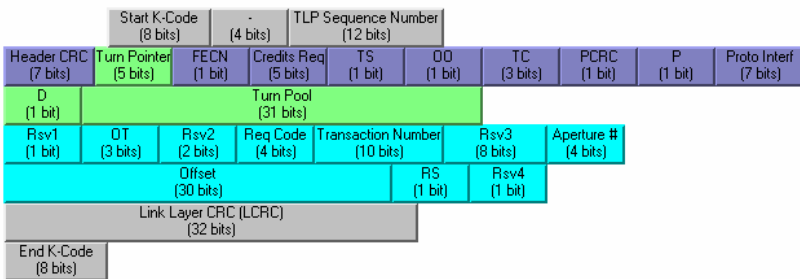 Start K-Code - TLP Sequence Number
(8 bits) (4 bits) (12 bits)
Header CRC Turn Pointer FECN Credits Req TS OO TC PCRC P Proto Interf
(7 bits) (5 bits) (1 bit) (5 bits) (1 bit) (1 bit) (3 bits) (1 bit) (1 bit) (7 bits)
D Turn Pool
(1 bit) (31 bits)
Rsv1 OT Rsv2 Req Code Transaction Number Rsv3 Aperture #
(1 bit) (3 bits) (2 bits) (4 bits) (10 bits) (8 bits) (4 bits)
Offset RS Rsv4
(30 bits) (1 bit) (1 bit)
Link Layer CRC (LCRC)
(32 bits)
End K-Code
(8 bits)